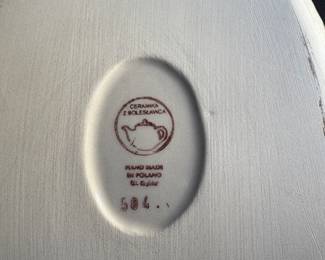 CERAMIKA
Z BOLESŁAWCA
HAND MADE
IN POLAND
504.